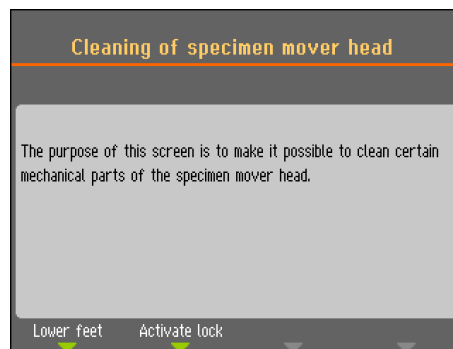 Cleaning of specimen mover head
The purpose of this screen is to make it possible to clean certain
mechanical parts of the specimen mover head.
Lower feet Activate lock